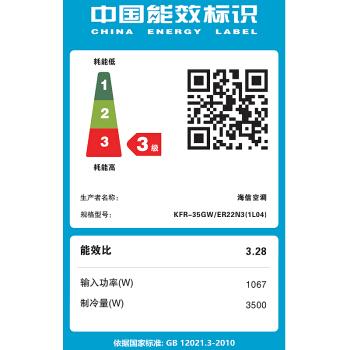 中国能效标识
CHINA ENERGY LABEL
耗能低
1
2
3
3级
耗能高
生产者名称: 海信空调
规格型号: KFR-35GW/ER22N3(1L04)
能效比 3.28
输入功率(W) 1067
制冷量(W) 3500
依据国家标准: GB 12021.3-2010